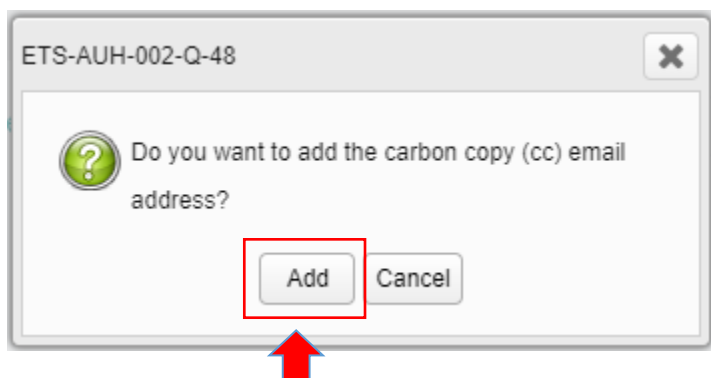 ETS-AUH-002-Q-48
Do you want to add the carbon copy (cc) email
address?
Add Cancel